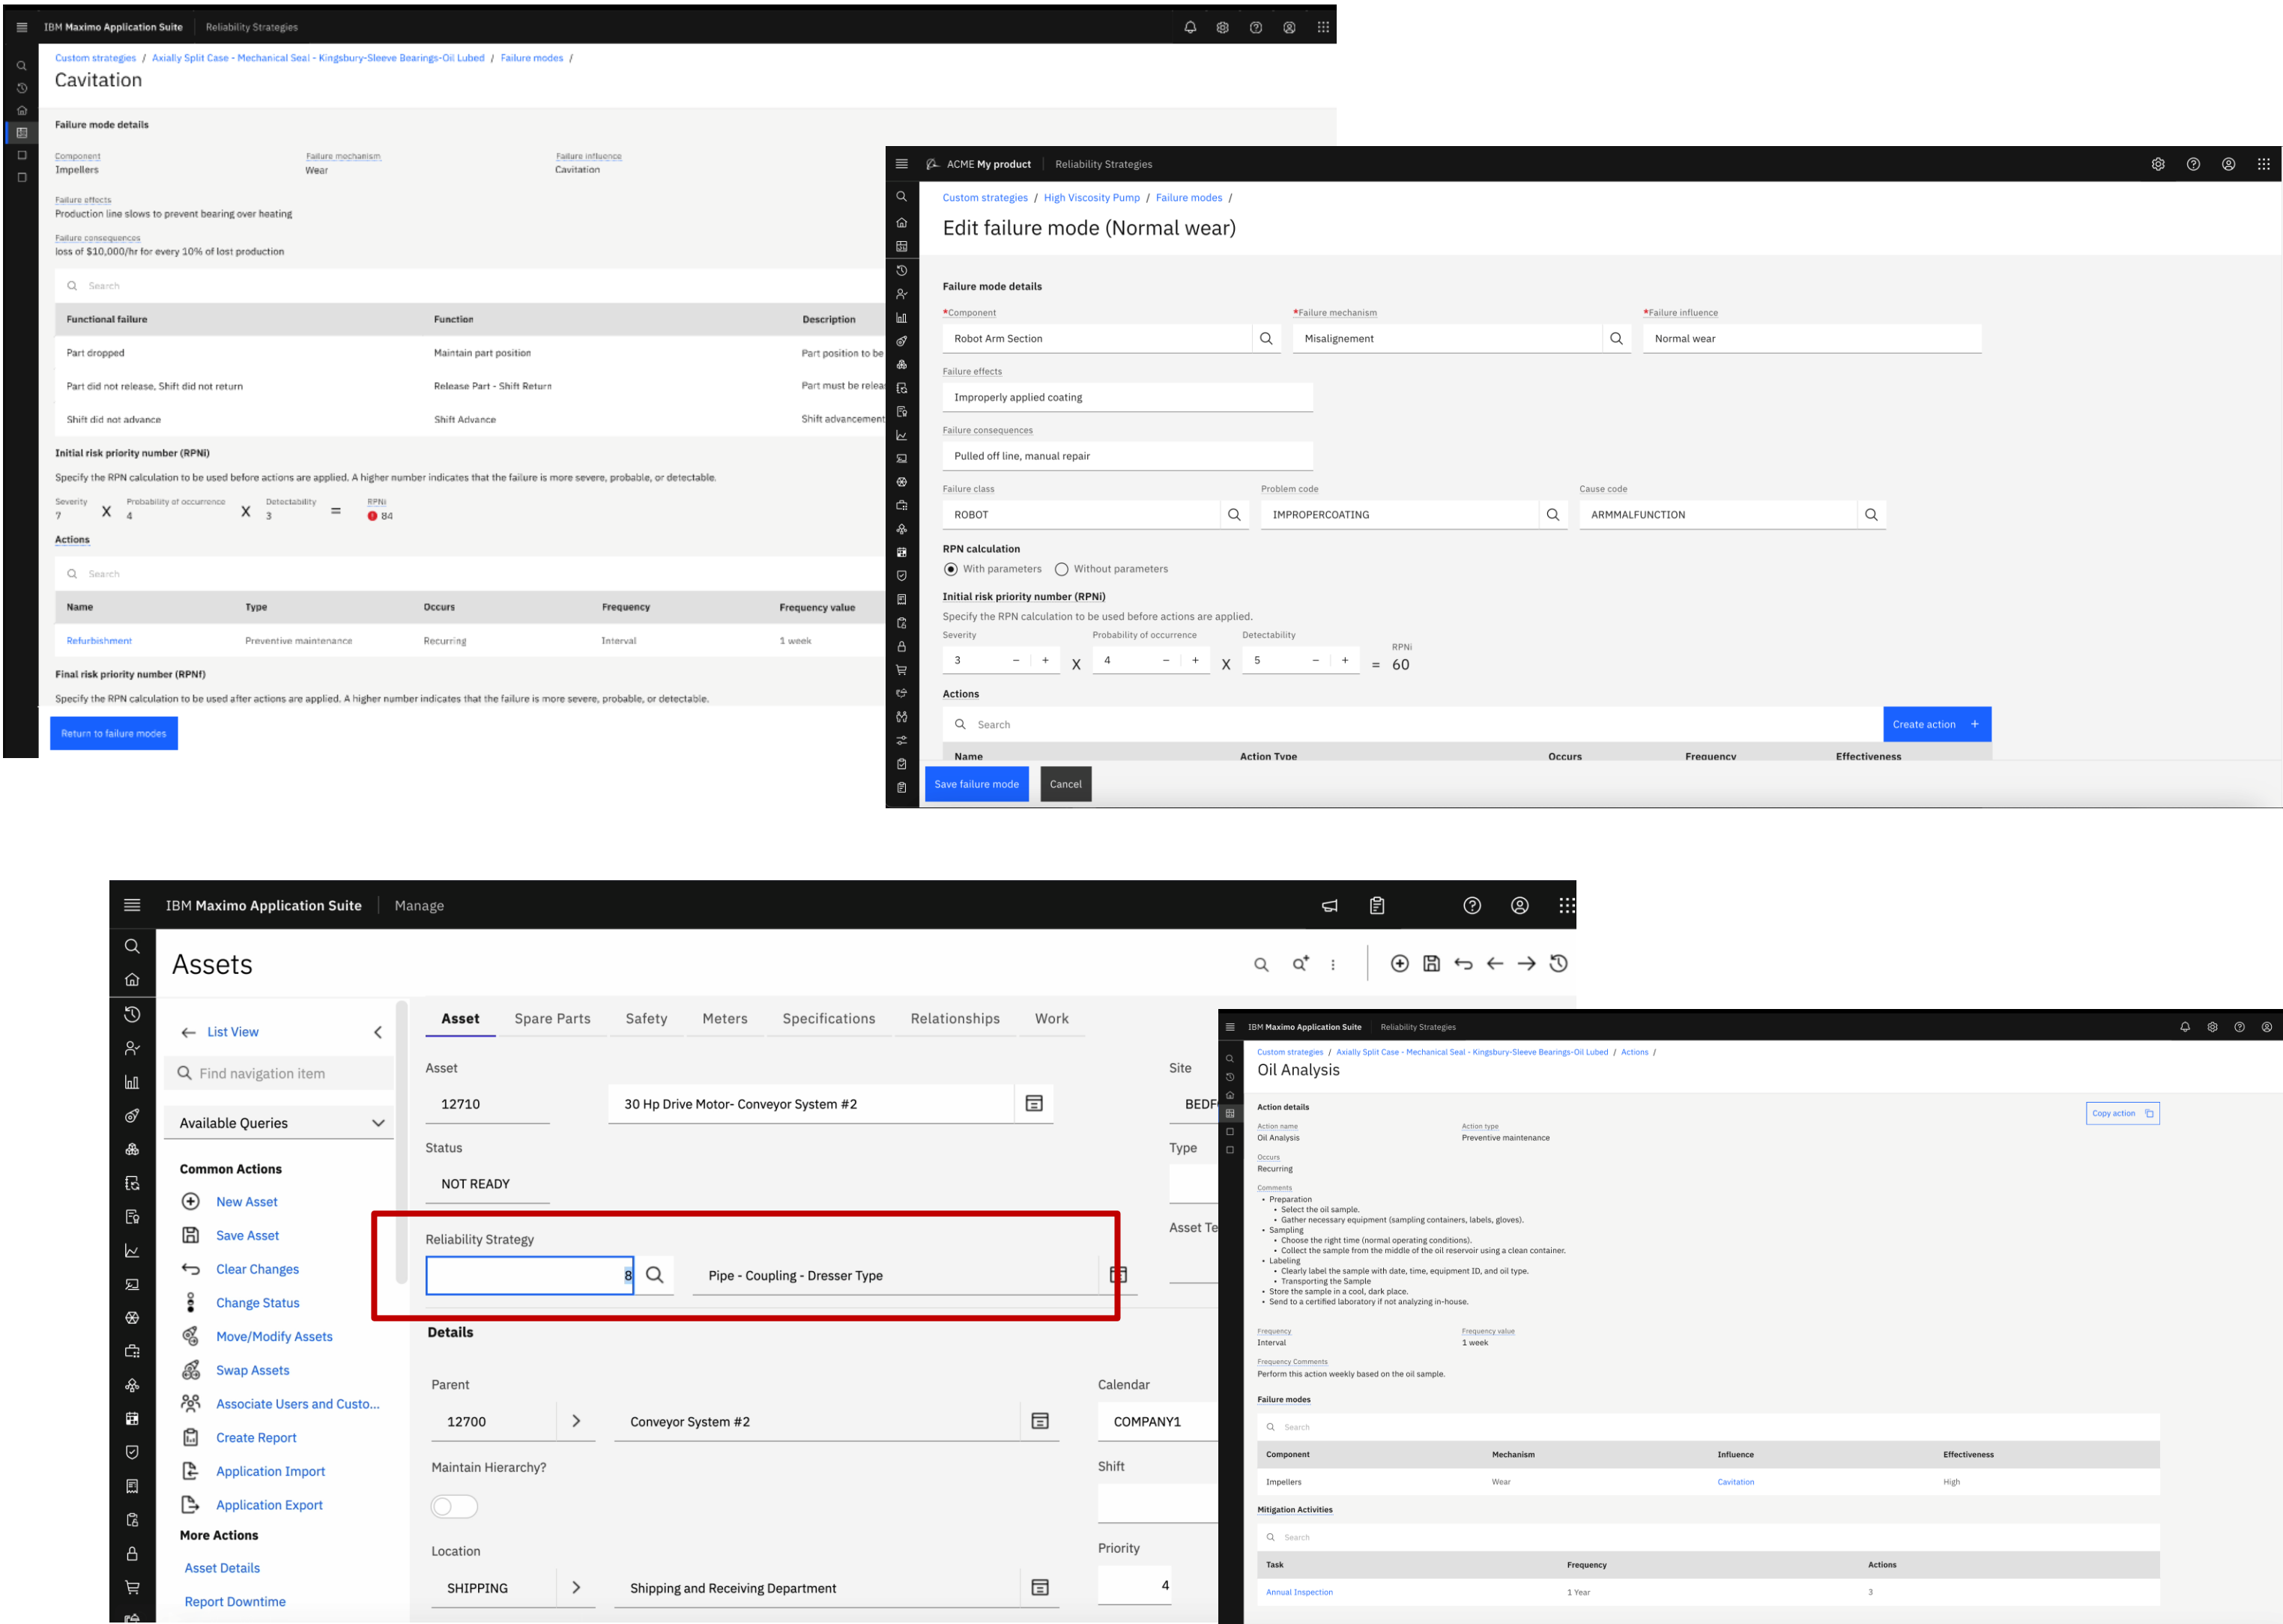 IBM Maximo Application Suite Reliability Strategies
Custom strategies / Axially Split Case - Mechanical Seal - Kingsbury-Sleeve Bearings-Oil Lubed / Failure modes /
Cavitation
Failure mode details
Component Failure mechanism Failure influence
Impellers Wear Cavitation
Failure effects
Production line slows to prevent bearing over heating
Failure consequences
loss of $10,000/hr for every 10% of lost production
Search
Functional failure Function Description
Part dropped Maintain part position Part position to be
Part did not release, Shift did not return Release Part - Shift Return Part must be relea
Shift did not advance Shift Advance Shift advancement
Initial risk priority number (RPNi)
Specify the RPN calculation to be used before actions are applied. A higher number indicates that the failure is more severe, probable, or detectable.
Severity Probability of occurrence Detectability RPNi
7 X 4 X 3 = 84
Actions
Search
Name Type Occurs Frequency Frequency value
Refurbishment Preventive maintenance Recurring Interval 1 week
Final risk priority number (RPNf)
Specify the RPN calculation to be used after actions are applied. A higher number indicates that the failure is more severe, probable, or detectable.
Return to failure modes
ACME My product Reliability Strategies
Custom strategies / High Viscosity Pump / Failure modes /
Edit failure mode (Normal wear)
Failure mode details
*Component *Failure mechanism *Failure influence
Robot Arm Section Misalignement Normal wear
Failure effects
Improperly applied coating
Failure consequences
Pulled off line, manual repair
Failure class Problem code Cause code
ROBOT IMPROPERCOATING ARMMALFUNCTION
RPN calculation
With parameters Without parameters
Initial risk priority number (RPNi)
Specify the RPN calculation to be used before actions are applied.
Severity Probability of occurrence Detectability RPNi
3 − + X 4 − + X 5 − + = 60
Actions
Search Create action +
Name Action Type Occurs Frequency Effectiveness
Save failure mode Cancel
IBM Maximo Application Suite Manage
Assets
List View
Find navigation item
Available Queries
Common Actions
New Asset
Save Asset
Clear Changes
Change Status
Move/Modify Assets
Swap Assets
Associate Users and Custo...
Create Report
Application Import
Application Export
More Actions
Asset Details
Report Downtime
Asset Spare Parts Safety Meters Specifications Relationships Work
Asset Site
12710 30 Hp Drive Motor- Conveyor System #2 BEDF
Status Type
NOT READY
Reliability Strategy Asset Te
8 Pipe - Coupling - Dresser Type
Details
Parent Calendar
12700 Conveyor System #2 COMPANY1
Maintain Hierarchy? Shift
Location Priority
SHIPPING Shipping and Receiving Department 4
IBM Maximo Application Suite Reliability Strategies
Custom strategies / Axially Split Case - Mechanical Seal - Kingsbury-Sleeve Bearings-Oil Lubed / Actions /
Oil Analysis
Action details Copy action
Action name Action type
Oil Analysis Preventive maintenance
Occurs
Recurring
Comments
• Preparation
• Select the oil sample.
• Gather necessary equipment (sampling containers, labels, gloves).
• Sampling
• Choose the right time (normal operating conditions).
• Collect the sample from the middle of the oil reservoir using a clean container.
• Labeling
• Clearly label the sample with date, time, equipment ID, and oil type.
• Transporting the Sample
• Store the sample in a cool, dark place.
• Send to a certified laboratory if not analyzing in-house.
Frequency Frequency value
Interval 1 week
Frequency Comments
Perform this action weekly based on the oil sample.
Failure modes
Search
Component Mechanism Influence Effectiveness
Impellers Wear Cavitation High
Mitigation Activities
Search
Task Frequency Actions
Annual Inspection 1 Year 3